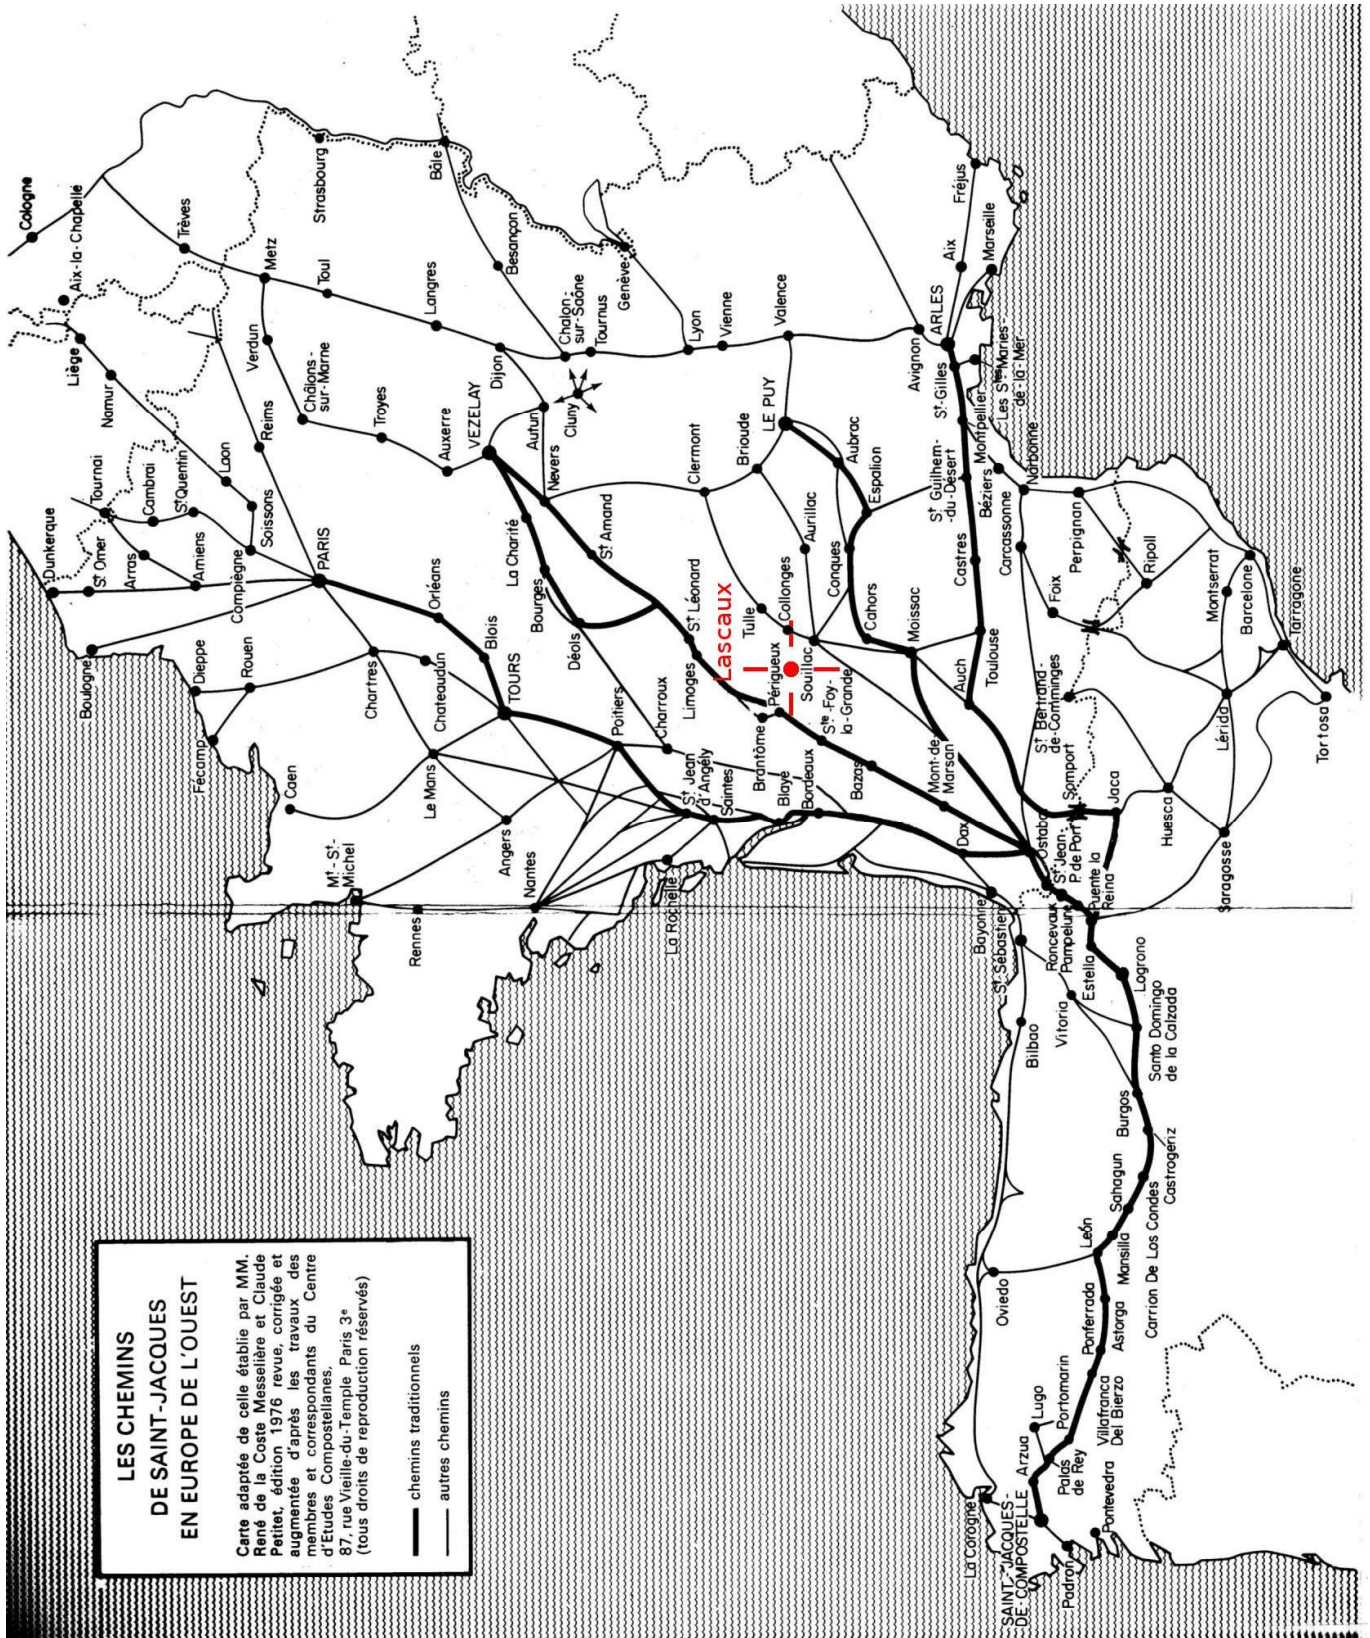 LES CHEMINS
DE SAINT-JACQUES
EN EUROPE DE L'OUEST
Carte adaptée de celle établie par MM.
René de la Coste Messelière et Claude
Petitet, édition 1976 revue, corrigée et
augmentée d'après les travaux des
membres et correspondants du Centre
d'Etudes Compostellanes,
87, rue Vieille-du-Temple Paris 3e
(tous droits de reproduction réservés)
chemins traditionnels
autres chemins
Cologne
Aix-la-Chapelle
Liège
Namur
Trèves
Strasbourg
Metz
Toul
Verdun
Châlons-
sur-Marne
Reims
Laon
Soissons
Tournai
Cambrai
St Quentin
Dunkerque
St Omer
Arras
Amiens
Compiègne
PARIS
Boulogne
Dieppe
Rouen
Fécamp
Caen
Chartres
Chateaudun
Orléans
Blois
TOURS
Le Mans
Angers
Mt-St-
Michel
Rennes
Nantes
La Rochelle
Troyes
Auxerre
VEZELAY
Langres
Dijon
Bâle
Besançon
Chalon-
sur-Saône
Tournus
Genève
Autun
Cluny
Nevers
La Charité
Bourges
Déols
St Amand
St Léonard
Limoges
Poitiers
Charroux
St Jean
d'Angély
Saintes
Lascaux
Lyon
Vienne
Valence
Clermont
Brioude
LE PUY
Aubrac
Espalion
Aurillac
Conques
Tulle
Collonges
Cahors
Moissac
Périgueux
Souillac
Ste-Foy-
la-Grande
Brantôme
Blaye
Bordeaux
Bazas
Mont-de-
Marsan
Dax
Avignon
ARLES
Aix
Fréjus
Marseille
St-Gilles
Les Stes Maries-
de-la-Mer
Montpellier
St Guilhem-
-du-Désert
Béziers
Narbonne
Castres
Carcassonne
Toulouse
Auch
Perpignan
Foix
Ripoll
Montserrat
Barcelone
Tarragone
Tortosa
Lérida
St Bertrand
de-Comminges
Somport
Jaca
Huesca
Saragosse
Ostabat
St Jean-
P. de Port
Bayonne
St Sébastien
Roncevaux
Pampelune
Puente la
Reina
Estella
Logrono
Vitoria
Bilbao
Santo Domingo
de la Calzada
Burgos
Castrogeriz
Carrion De Los Condes
Sahagun
Mansilla
León
Oviedo
Astorga
Ponferrada
Villafranca
Del Bierzo
Portomarin
Lugo
Palas
de Rey
Arzua
SAINT-JACQUES-
DE-COMPOSTELLE
La Corogne
Padron
Pontevedra